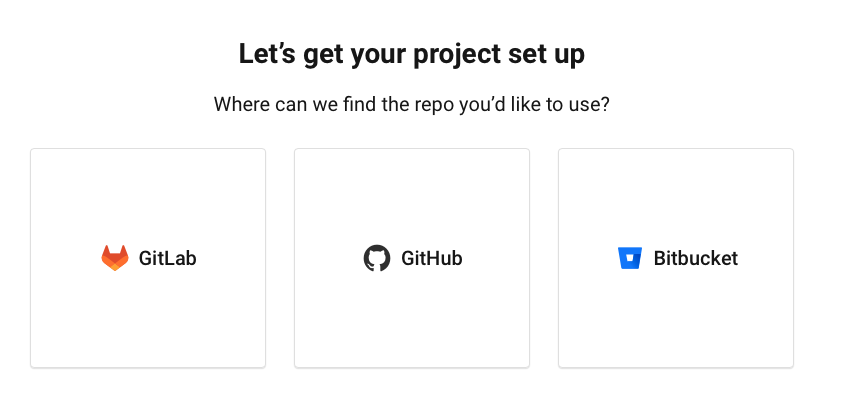 Let’s get your project set up
Where can we find the repo you’d like to use?
GitLab
GitHub
Bitbucket